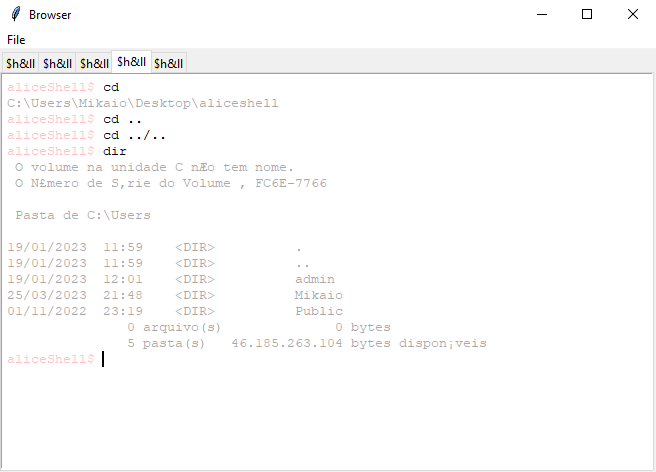 Browser
File
$h&ll $h&ll $h&ll $h&ll $h&ll
aliceShell$ cd
C:\Users\Mikaio\Desktop\aliceshell
aliceShell$ cd ..
aliceShell$ cd ../..
aliceShell$ dir
O volume na unidade C nÆo tem nome.
O N£mero de S‚rie do Volume , FC6E-7766
Pasta de C:\Users
19/01/2023  11:59    <DIR>          .
19/01/2023  11:59    <DIR>          ..
19/01/2023  12:01    <DIR>          admin
25/03/2023  21:48    <DIR>          Mikaio
01/11/2022  23:19    <DIR>          Public
0 arquivo(s)              0 bytes
5 pasta(s)   46.185.263.104 bytes dispon¡veis
aliceShell$